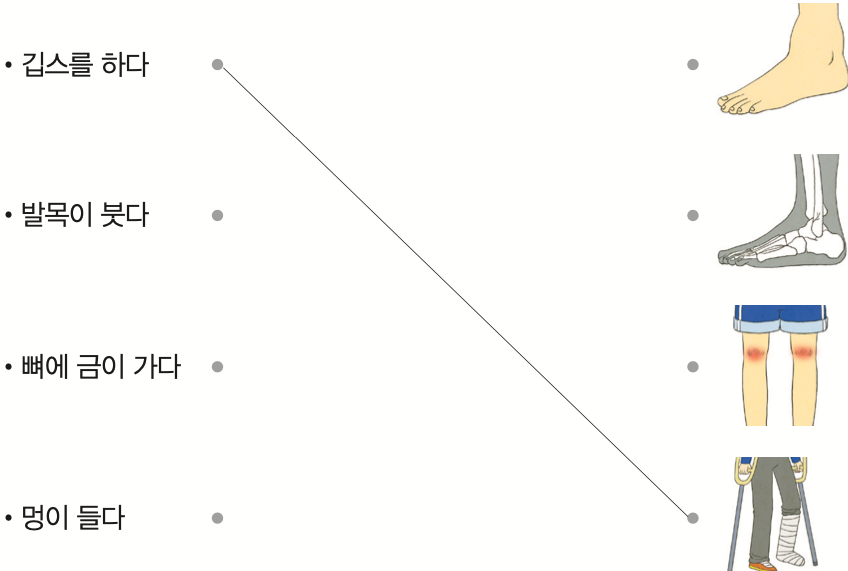 • 깁스를 하다
• 발목이 붓다
• 뼈에 금이 가다
• 멍이 들다